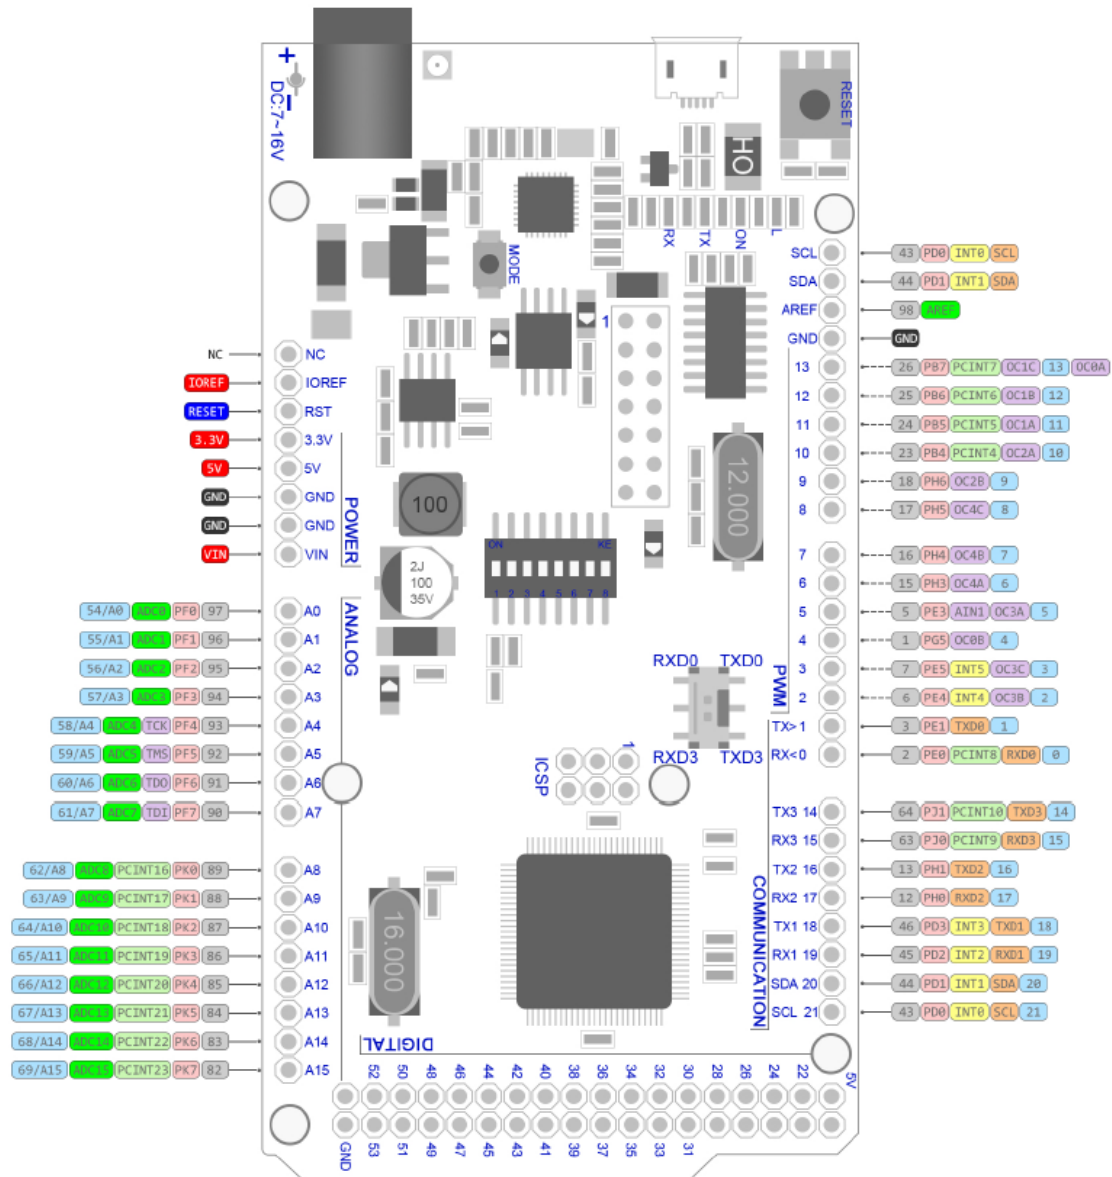 +
DC:7~16V
RESET
HO
RX
TX
ON
L
MODE
1
SCL 43 PD0 INT0 SCL
SDA 44 PD1 INT1 SDA
AREF 98 AREF
GND GND
NC NC
IOREF IOREF
RESET RST
3.3V 3.3V
5V 5V
GND GND
GND GND
VIN VIN
POWER
13 26 PB7 PCINT7 OC1C 13 OC0A
12 25 PB6 PCINT6 OC1B 12
11 24 PB5 PCINT5 OC1A 11
10 23 PB4 PCINT4 OC2A 10
9 18 PH6 OC2B 9
8 17 PH5 OC4C 8
7 16 PH4 OC4B 7
6 15 PH3 OC4A 6
5 5 PE3 AIN1 OC3A 5
4 1 PG5 OC0B 4
3 7 PE5 INT5 OC3C 3
2 6 PE4 INT4 OC3B 2
PWM
TX>1 3 PE1 TXD0 1
RX<0 2 PE0 PCINT8 RXD0 0
12.000
100
ON KE
1 2 3 4 5 6 7 8
2J
100
35V
54/A0 ADC0 PF0 97 A0
55/A1 ADC1 PF1 96 A1
56/A2 ADC2 PF2 95 A2
57/A3 ADC3 PF3 94 A3
58/A4 ADC4 TCK PF4 93 A4
59/A5 ADC5 TMS PF5 92 A5
60/A6 ADC6 TDO PF6 91 A6
61/A7 ADC7 TDI PF7 90 A7
ANALOG
RXD0 TXD0
RXD3 TXD3
ICSP
1
TX3 14 64 PJ1 PCINT10 TXD3 14
RX3 15 63 PJ0 PCINT9 RXD3 15
TX2 16 13 PH1 TXD2 16
RX2 17 12 PH0 RXD2 17
TX1 18 46 PD3 INT3 TXD1 18
RX1 19 45 PD2 INT2 RXD1 19
SDA 20 44 PD1 INT1 SDA 20
SCL 21 43 PD0 INT0 SCL 21
COMMUNICATION
62/A8 ADC8 PCINT16 PK0 89 A8
63/A9 ADC9 PCINT17 PK1 88 A9
64/A10 ADC10 PCINT18 PK2 87 A10
65/A11 ADC11 PCINT19 PK3 86 A11
66/A12 ADC12 PCINT20 PK4 85 A12
67/A13 ADC13 PCINT21 PK5 84 A13
68/A14 ADC14 PCINT22 PK6 83 A14
69/A15 ADC15 PCINT23 PK7 82 A15
16.000
DIGITAL
52 50 48 46 44 42 40 38 36 34 32 30 28 26 24 22 5V
GND 53 51 49 47 45 43 41 39 37 35 33 31